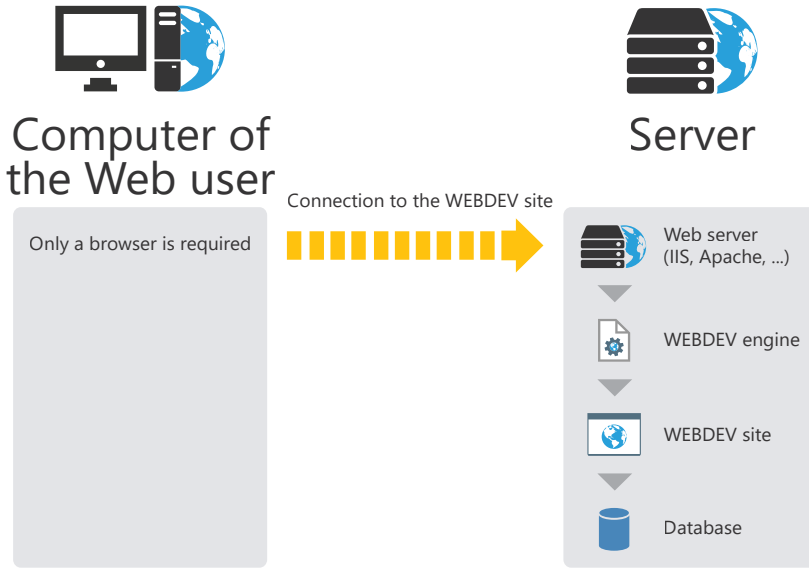 Computer of
the Web user
Server
Connection to the WEBDEV site
Only a browser is required
Web server
(IIS, Apache, ...)
WEBDEV engine
WEBDEV site
Database